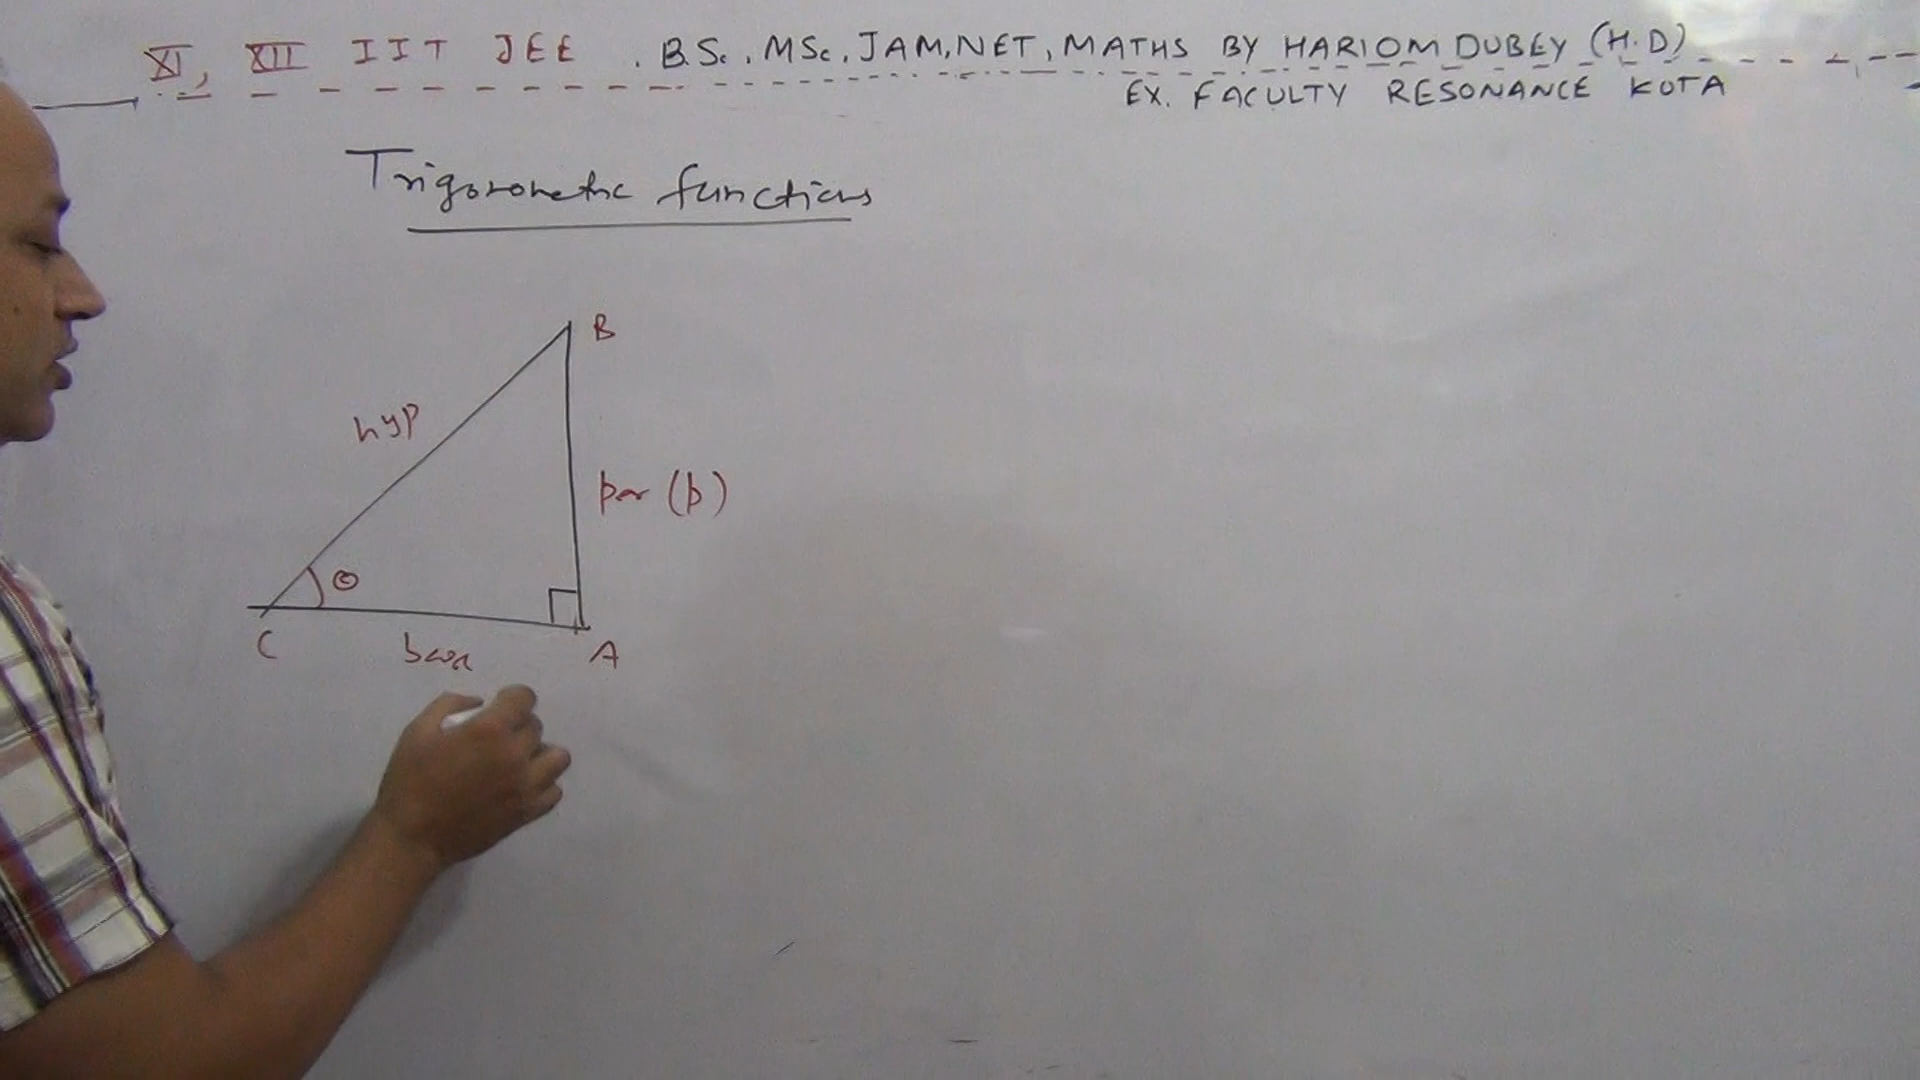 XI, XII IIT JEE . B.Sc, MSc, JAM, NET, MATHS BY HARIOM DUBEY (H.D)
EX. FACULTY RESONANCE KOTA
Trigonometric functions
B
hyp
per (p)
θ
C base A